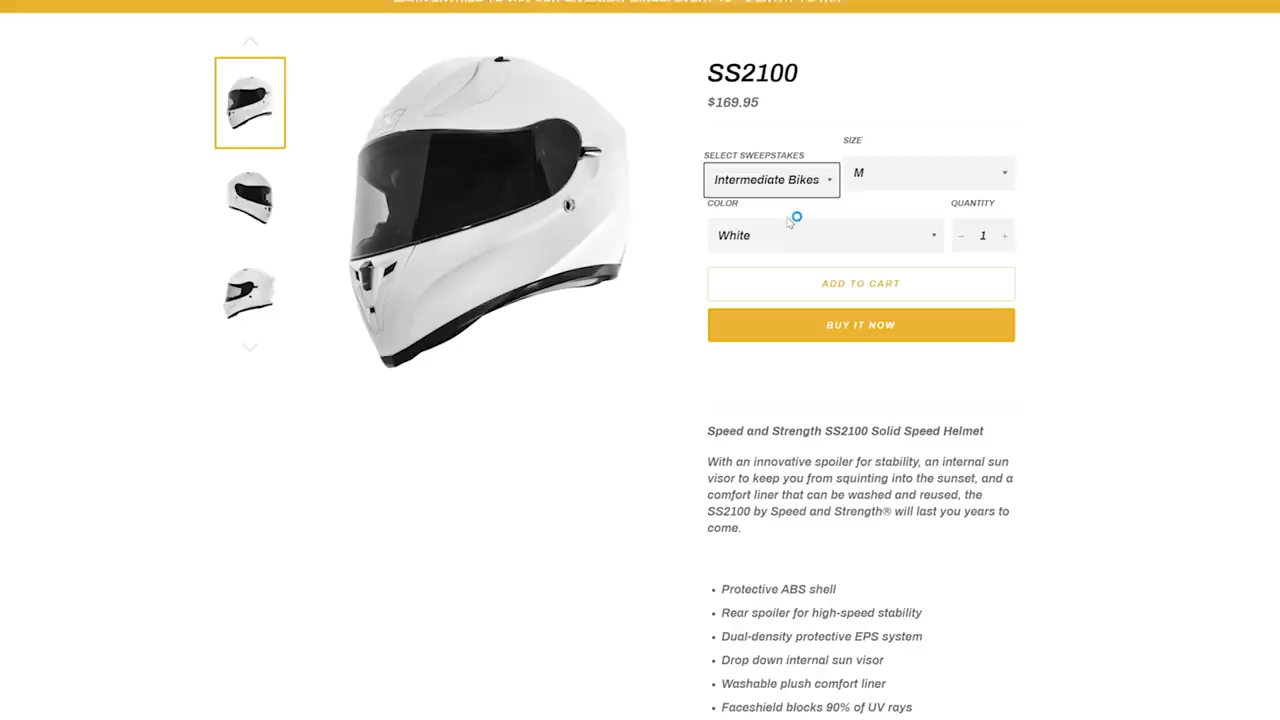 SS2100
$169.95
SIZE
SELECT SWEEPSTAKES
M
Intermediate Bikes
COLOR
QUANTITY
White
1
ADD TO CART
BUY IT NOW
Speed and Strength SS2100 Solid Speed Helmet
With an innovative spoiler for stability, an internal sun
visor to keep you from squinting into the sunset, and a
comfort liner that can be washed and reused, the
SS2100 by Speed and Strength® will last you years to
come.
• Protective ABS shell
• Rear spoiler for high-speed stability
• Dual-density protective EPS system
• Drop down internal sun visor
• Washable plush comfort liner
• Faceshield blocks 90% of UV rays